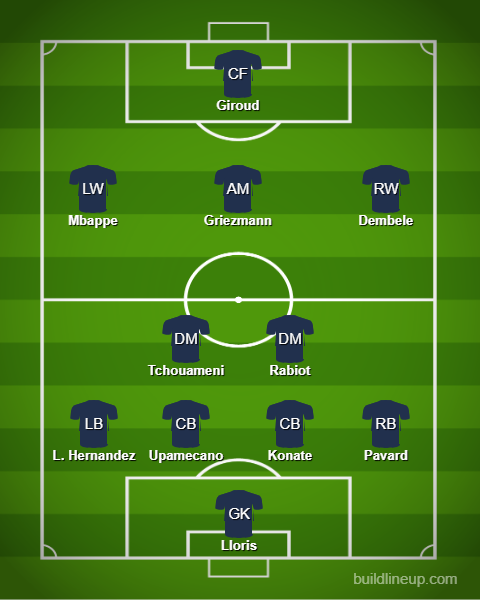 CF
Giroud
LW AM RW
Mbappe Griezmann Dembele
DM DM
Tchouameni Rabiot
LB CB CB RB
L. Hernandez Upamecano Konate Pavard
GK
Lloris
buildlineup.com